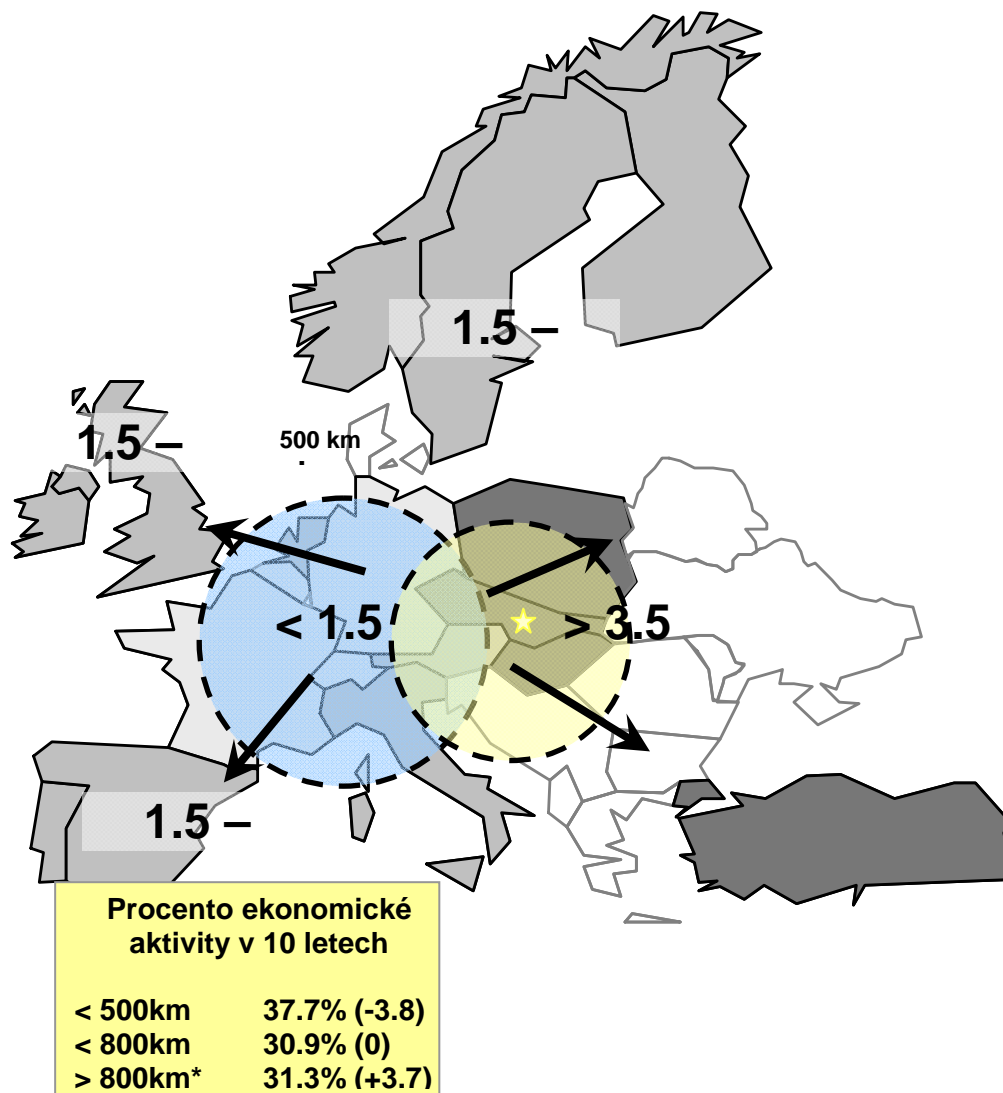 1.5 –
1.5 –
500 km
< 1.5
> 3.5
1.5 –
Procento ekonomické
aktivity v 10 letech
< 500km 37.7% (-3.8)
< 800km 30.9% (0)
> 800km* 31.3% (+3.7)